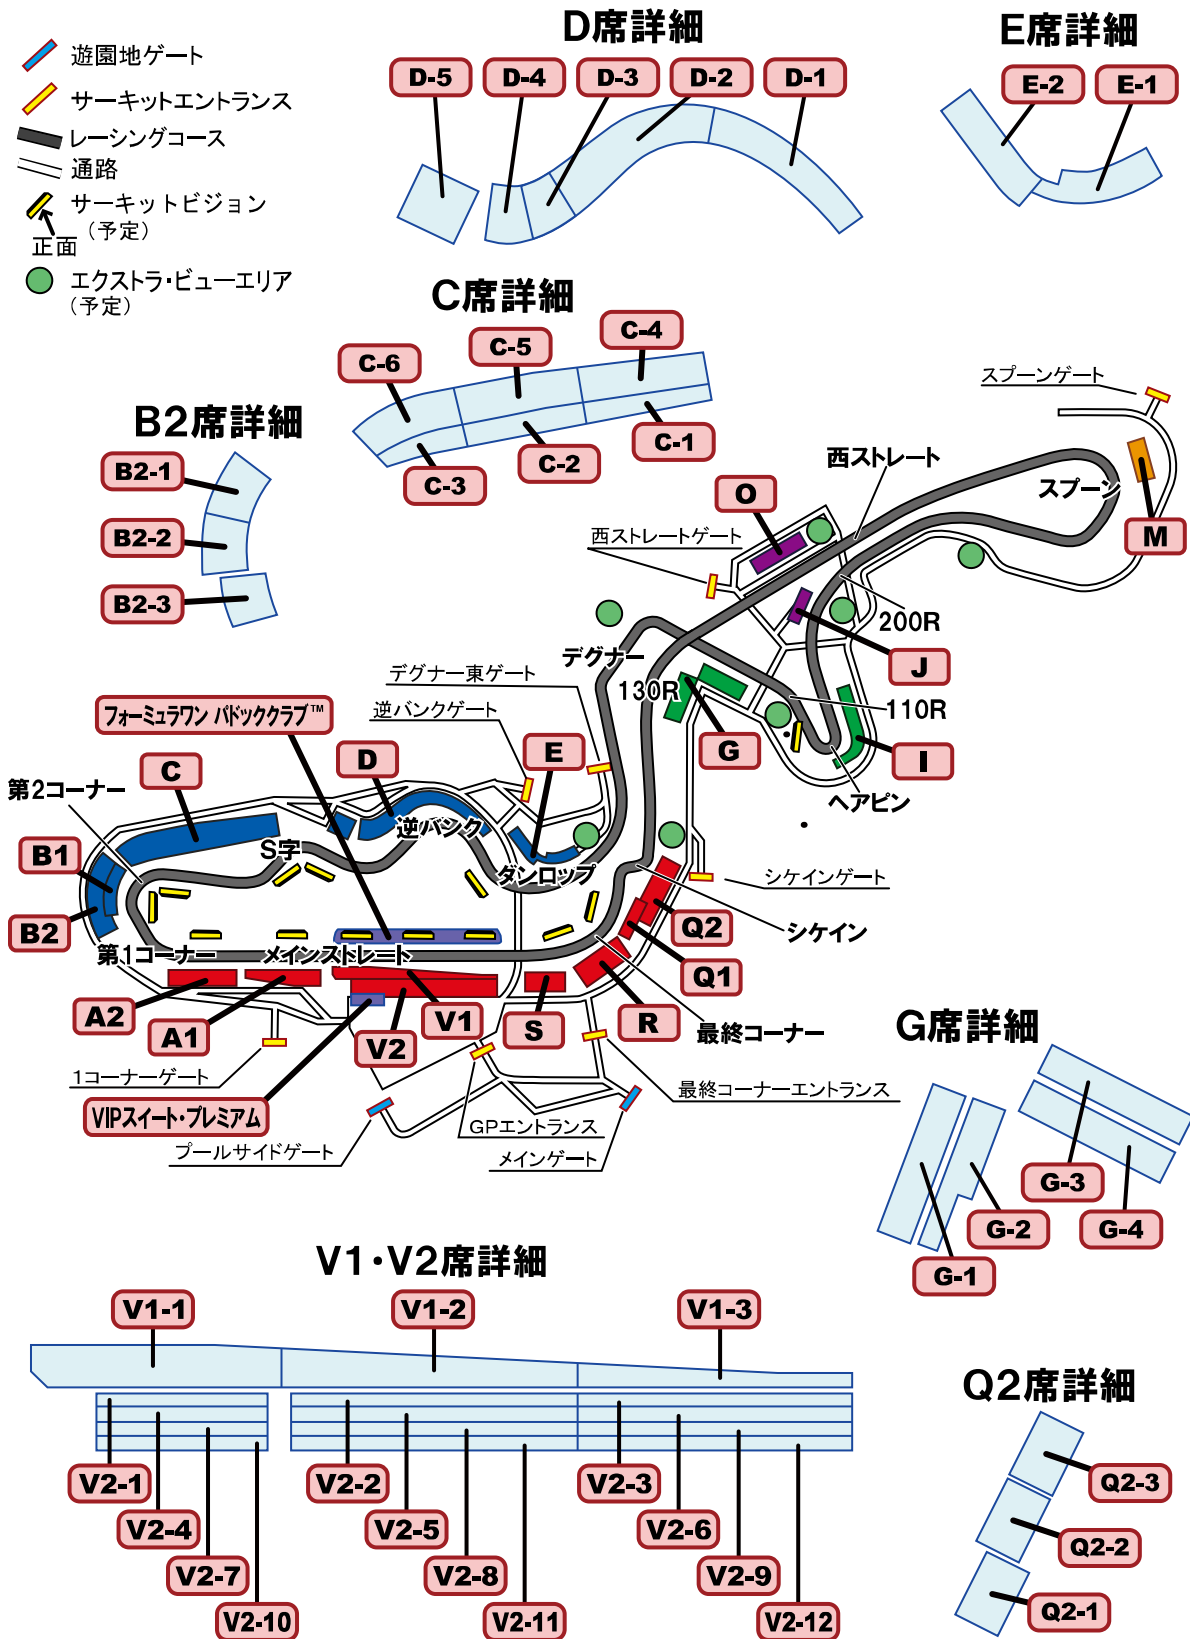 遊園地ゲート
サーキットエントランス
レーシングコース
通路
サーキットビジョン
(予定)
正面
エクストラ・ビューエリア
(予定)
D席詳細
D-5
D-4
D-3
D-2
D-1
E席詳細
E-2
E-1
C席詳細
C-6
C-5
C-4
C-3
C-2
C-1
B2席詳細
B2-1
B2-2
B2-3
スプーンゲート
西ストレート
スプーン
M
O
西ストレートゲート
200R
J
デグナー
130R
110R
G
I
ヘアピン
デグナー東ゲート
逆バンクゲート
フォーミュラワン パドッククラブ™
C
D
E
第2コーナー
S字
逆バンク
ダンロップ
B1
B2
シケインゲート
Q2
シケイン
Q1
第1コーナー
メインストレート
A2
A1
V2
V1
S
R
最終コーナー
1コーナーゲート
VIPスイート・プレミアム
プールサイドゲート
GPエントランス
メインゲート
最終コーナーエントランス
G席詳細
G-3
G-2
G-4
G-1
V1・V2席詳細
V1-1
V1-2
V1-3
V2-1
V2-2
V2-3
V2-4
V2-5
V2-6
V2-7
V2-8
V2-9
V2-10
V2-11
V2-12
Q2席詳細
Q2-3
Q2-2
Q2-1